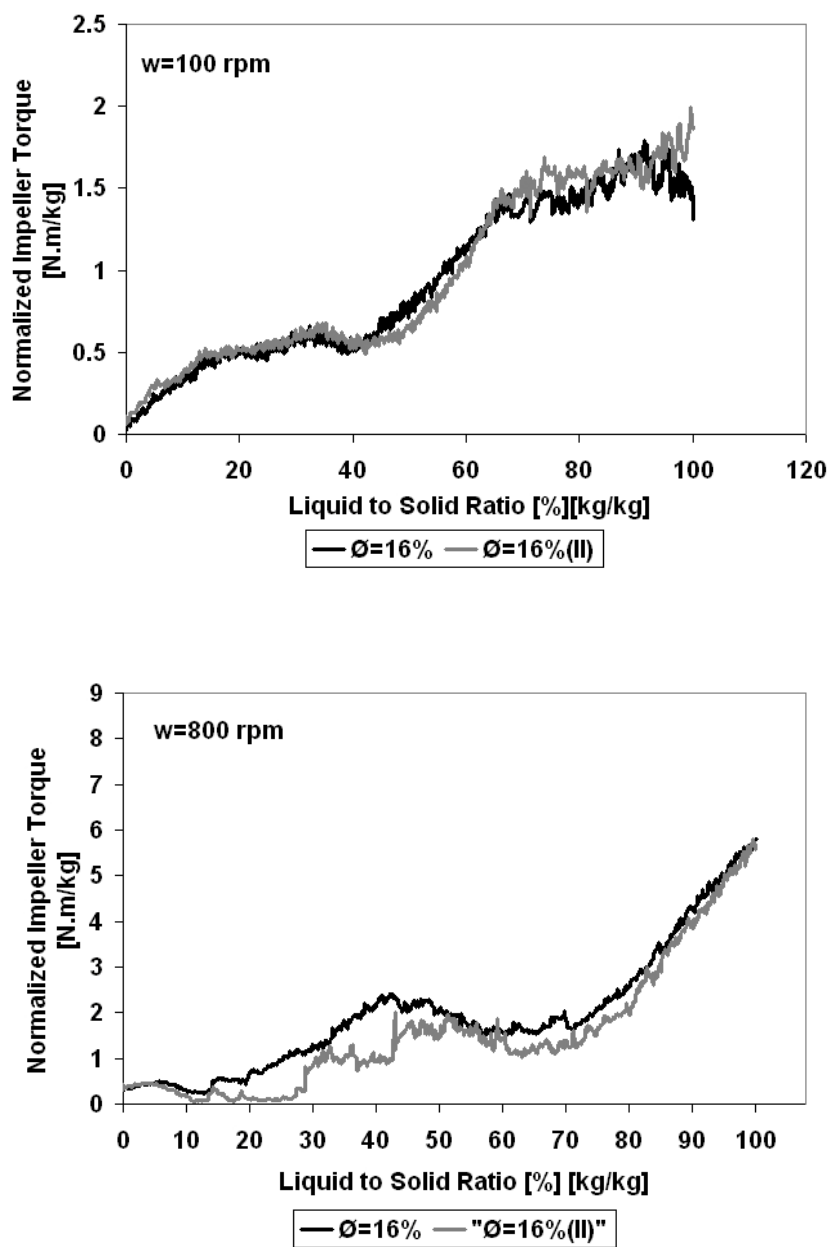 2.5
w=100 rpm
2
1.5
1
0.5
0
0 20 40 60 80 100 120
Normalized Impeller Torque
[N.m/kg]
Liquid to Solid Ratio [%][kg/kg]
Ø=16% Ø=16%(II)
9
w=800 rpm
8
7
6
5
4
3
2
1
0
0 10 20 30 40 50 60 70 80 90 100
Normalized Impeller Torque
[N.m/kg]
Liquid to Solid Ratio [%] [kg/kg]
Ø=16% "Ø=16%(II)"